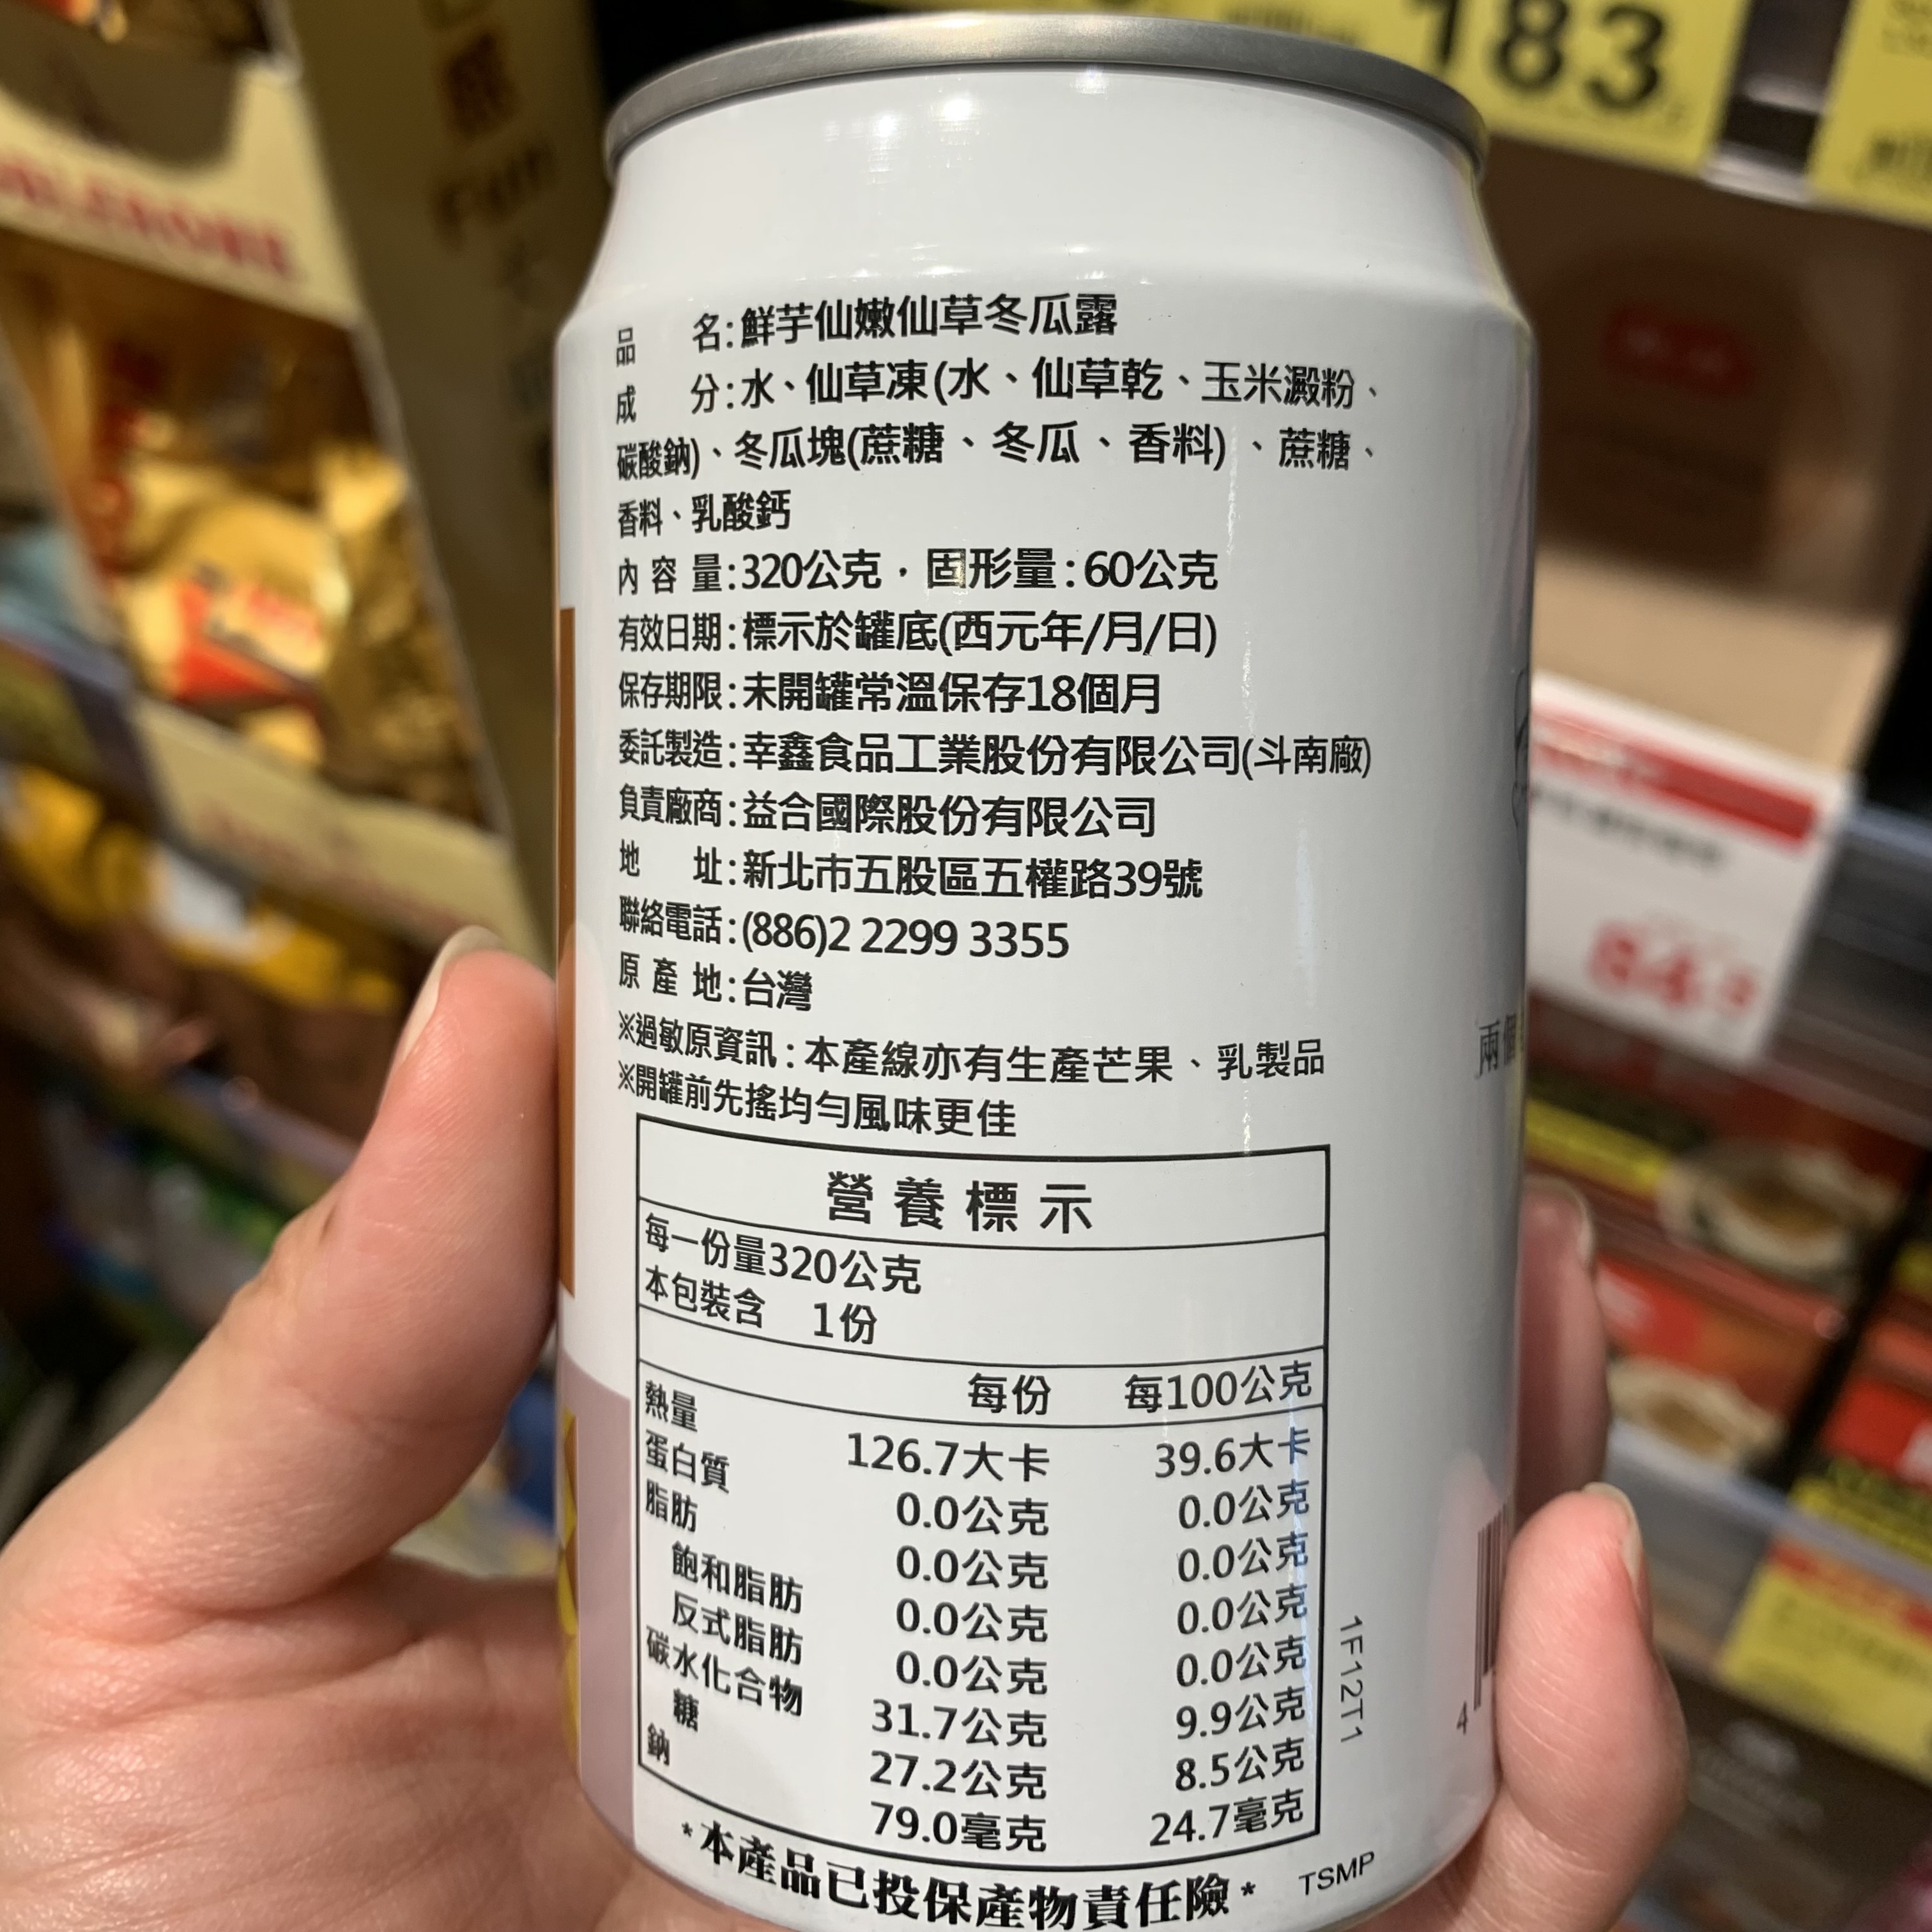 183
品 名:鮮芋仙嫩仙草冬瓜露
成 分:水、仙草凍(水、仙草乾、玉米澱粉、
碳酸鈉)、冬瓜塊(蔗糖、冬瓜、香料)、蔗糖、
香料、乳酸鈣
內 容 量:320公克,固形量:60公克
有效日期:標示於罐底(西元年/月/日)
保存期限:未開罐常溫保存18個月
委託製造:幸鑫食品工業股份有限公司(斗南廠)
負責廠商:益合國際股份有限公司
地 址:新北市五股區五權路39號
聯絡電話:(886)2 2299 3355
原 產 地:台灣
※過敏原資訊:本產線亦有生產芒果、乳製品
※開罐前先搖均勻風味更佳
營養標示
每一份量320公克
本包裝含 1份
每份 每100公克
熱量 126.7大卡 39.6大卡
蛋白質 0.0公克 0.0公克
脂肪 0.0公克 0.0公克
飽和脂肪 0.0公克 0.0公克
反式脂肪 0.0公克 0.0公克
碳水化合物 31.7公克 9.9公克
糖 27.2公克 8.5公克
鈉 79.0毫克 24.7毫克
*本產品已投保產物責任險*
TSMP
1F12T1
兩個
4